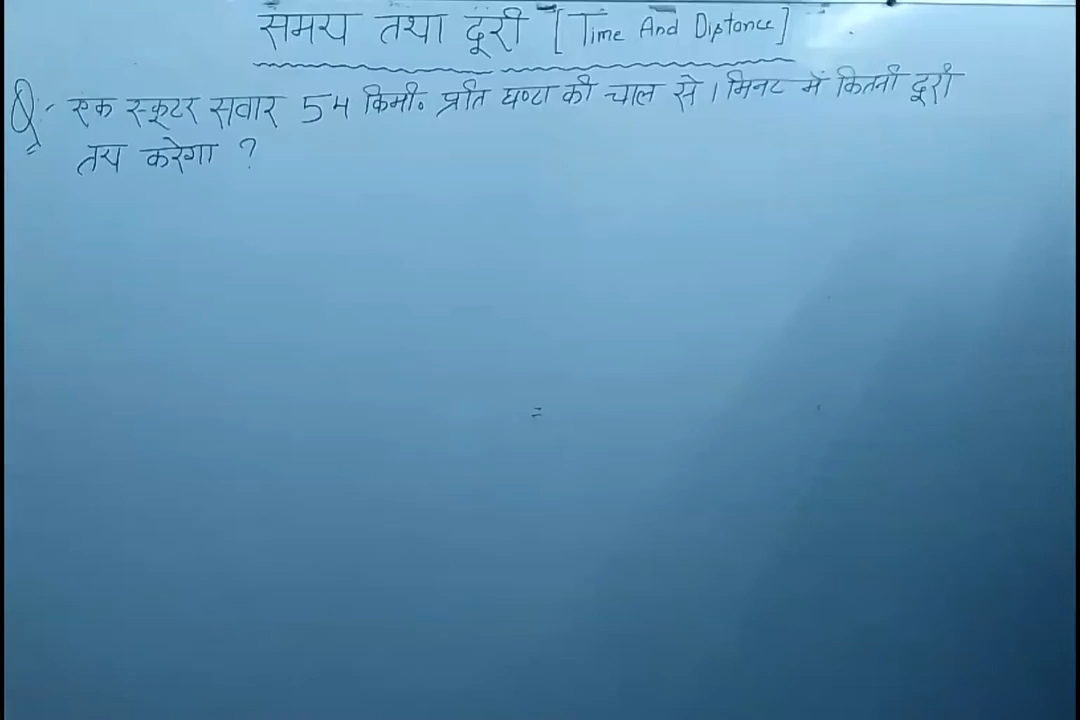 समय तथा दूरी [Time And Diptance]
Q:- एक स्कूटर सवार 54 किमी. प्रति घण्टा की चाल से 1 मिनट में कितनी दूरी
तय करेगा ?
=